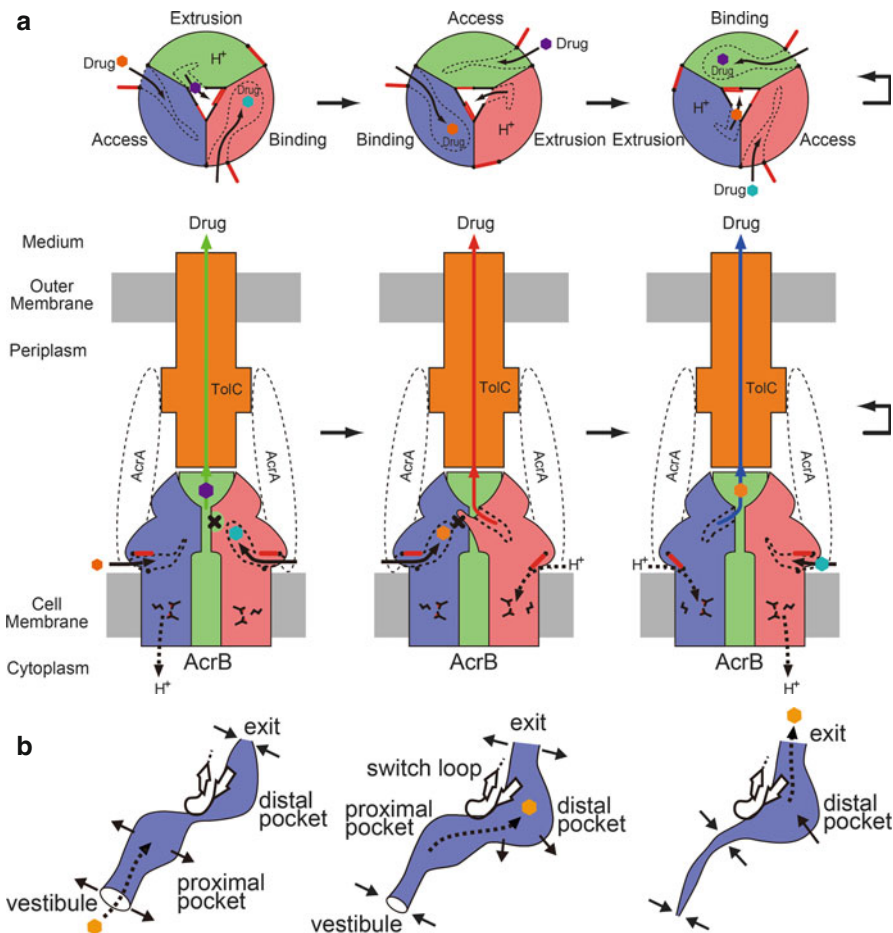 a
Extrusion
Drug
H+
Drug
Access
Binding
Access
Drug
Binding
Drug
H+
Extrusion
Binding
Drug
H+
Extrusion
Access
Drug
Drug
Drug
Drug
Medium
Outer
Membrane
Periplasm
TolC
TolC
TolC
AcrA
AcrA
AcrA
AcrA
AcrA
AcrA
H+
H+
Cell
Membrane
Cytoplasm
AcrB
AcrB
AcrB
H+
H+
b
exit
distal
pocket
proximal
pocket
vestibule
exit
switch loop
proximal
pocket
distal
pocket
vestibule
exit
distal
pocket